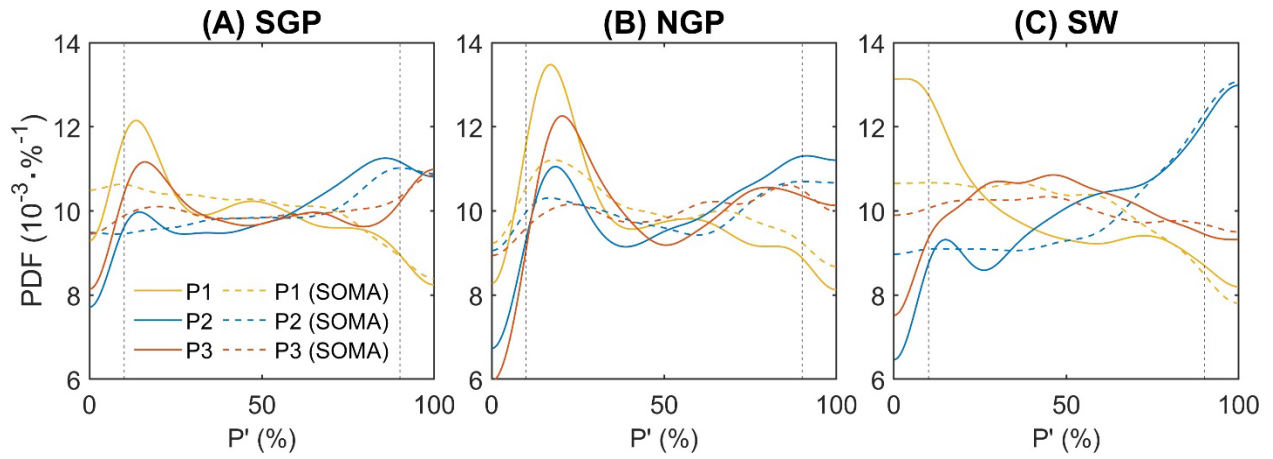 (A) SGP
(B) NGP
(C) SW
PDF (10⁻³·%⁻¹)
14
12
10
8
6
P1
P1 (SOMA)
P2
P2 (SOMA)
P3
P3 (SOMA)
0
50
100
P' (%)
14
12
10
8
6
0
50
100
P' (%)
14
12
10
8
6
0
50
100
P' (%)